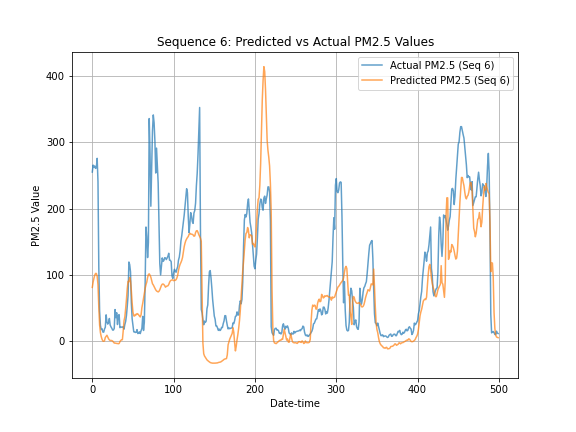 Sequence 6: Predicted vs Actual PM2.5 Values
Actual PM2.5 (Seq 6)
Predicted PM2.5 (Seq 6)
PM2.5 Value
400
300
200
100
0
0 100 200 300 400 500
Date-time